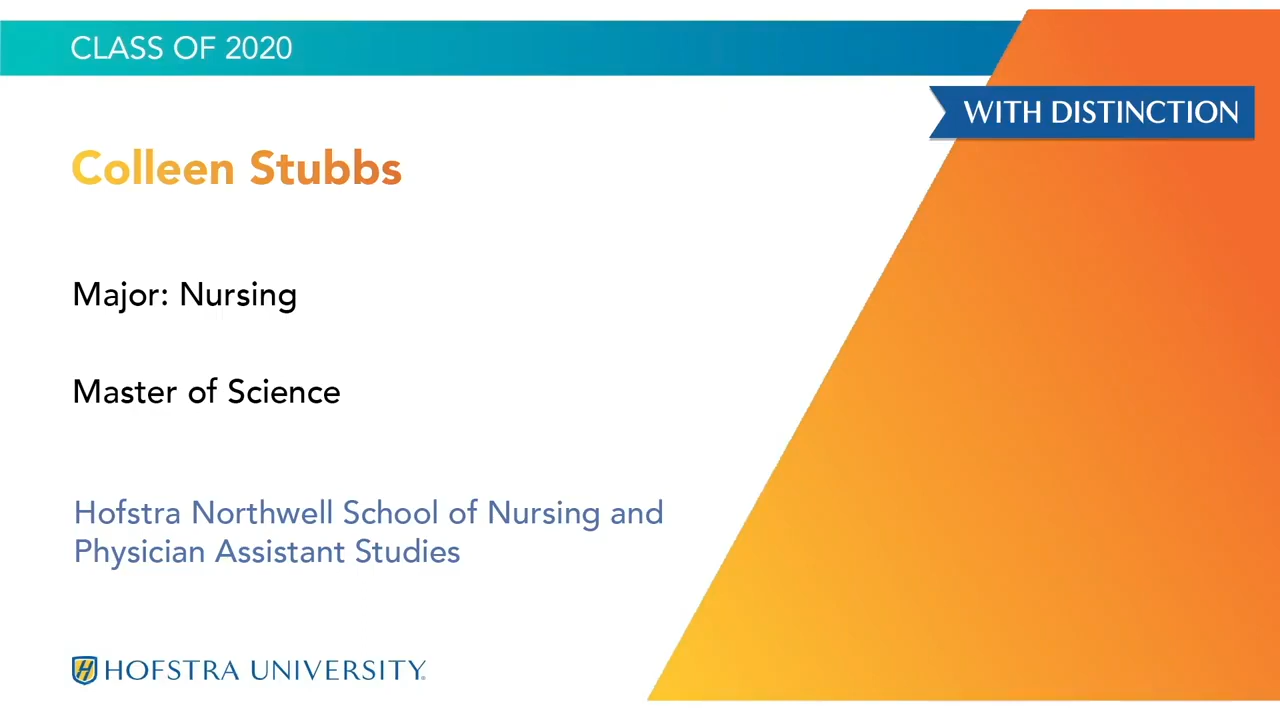 CLASS OF 2020
WITH DISTINCTION
Colleen Stubbs
Major: Nursing
Master of Science
Hofstra Northwell School of Nursing and
Physician Assistant Studies
H HOFSTRA UNIVERSITY®